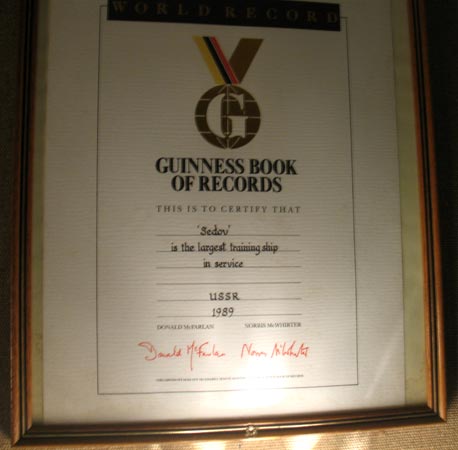 WORLD RECORD
G
GUINNESS BOOK
OF RECORDS
THIS IS TO CERTIFY THAT
'Sedov'
is the largest training ship
in service
USSR
1989
DONALD McFARLAN NORRIS McWHIRTER
Donald McFarlan Norris McWhirter